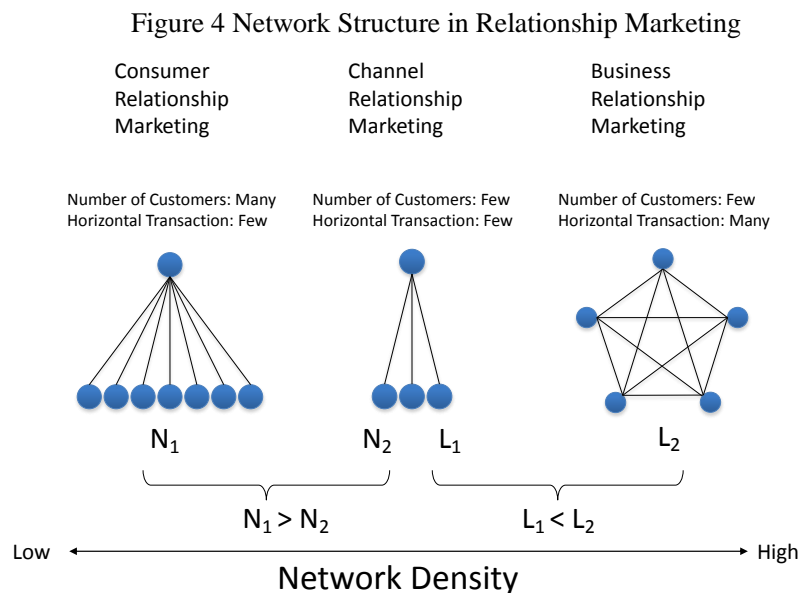 Figure 4 Network Structure in Relationship Marketing
Consumer
Relationship
Marketing
Channel
Relationship
Marketing
Business
Relationship
Marketing
Number of Customers: Many
Horizontal Transaction: Few
Number of Customers: Few
Horizontal Transaction: Few
Number of Customers: Few
Horizontal Transaction: Many
N₁
N₂
L₁
L₂
N₁ > N₂
L₁ < L₂
Low
High
Network Density